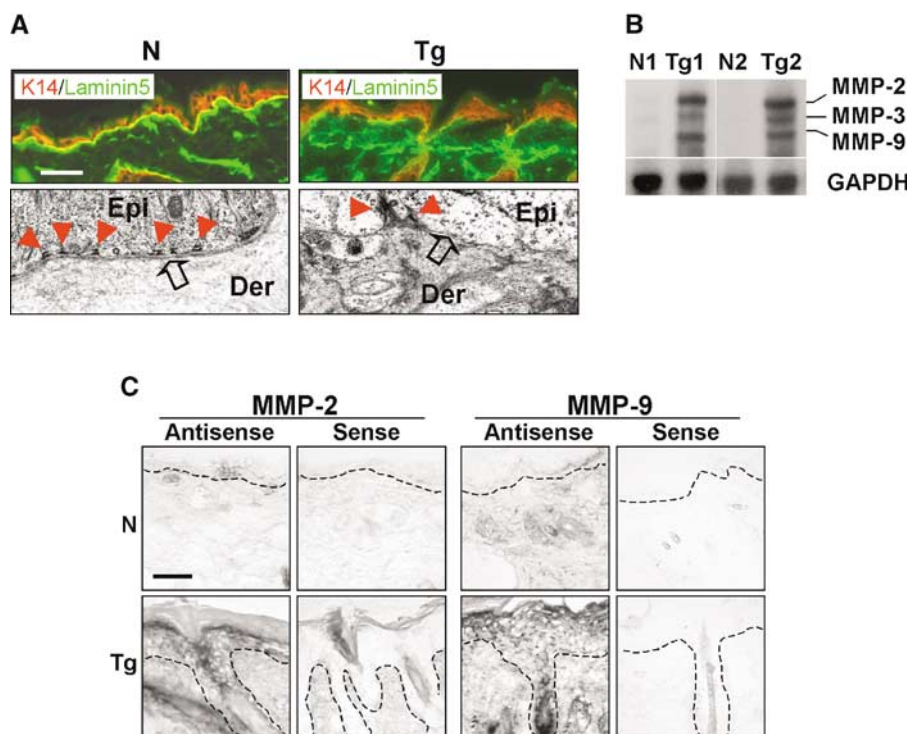 A
N Tg
K14/Laminin5 K14/Laminin5
Epi Epi
Der Der
B
N1 Tg1 N2 Tg2
MMP-2
MMP-3
MMP-9
GAPDH
C
MMP-2 MMP-9
Antisense Sense Antisense Sense
N
Tg